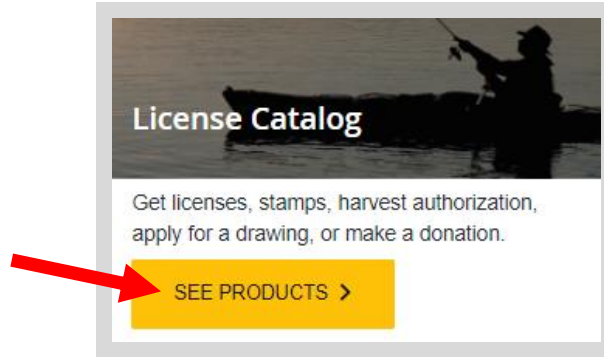 License Catalog
Get licenses, stamps, harvest authorization,
apply for a drawing, or make a donation.
SEE PRODUCTS >